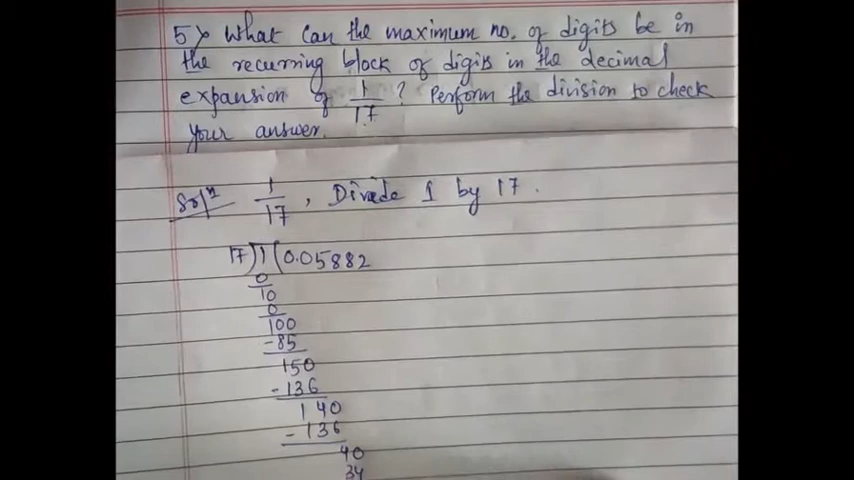 5) What can the maximum no. of digits be in
the recurring block of digits in the decimal
expansion of 1/17 ? Perform the division to check
your answer.
Solⁿ 1/17 , Divide 1 by 17 .
17)1(0.05882
0
10
0
100
-85
150
-136
140
-136
40
34